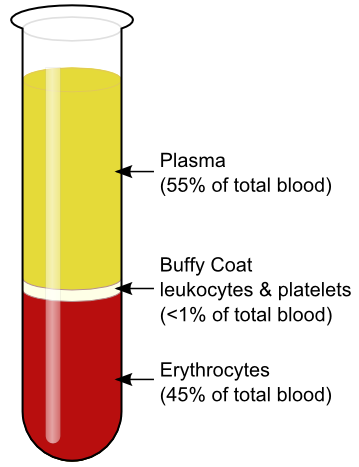 Plasma
(55% of total blood)
Buffy Coat
leukocytes & platelets
(<1% of total blood)
Erythrocytes
(45% of total blood)